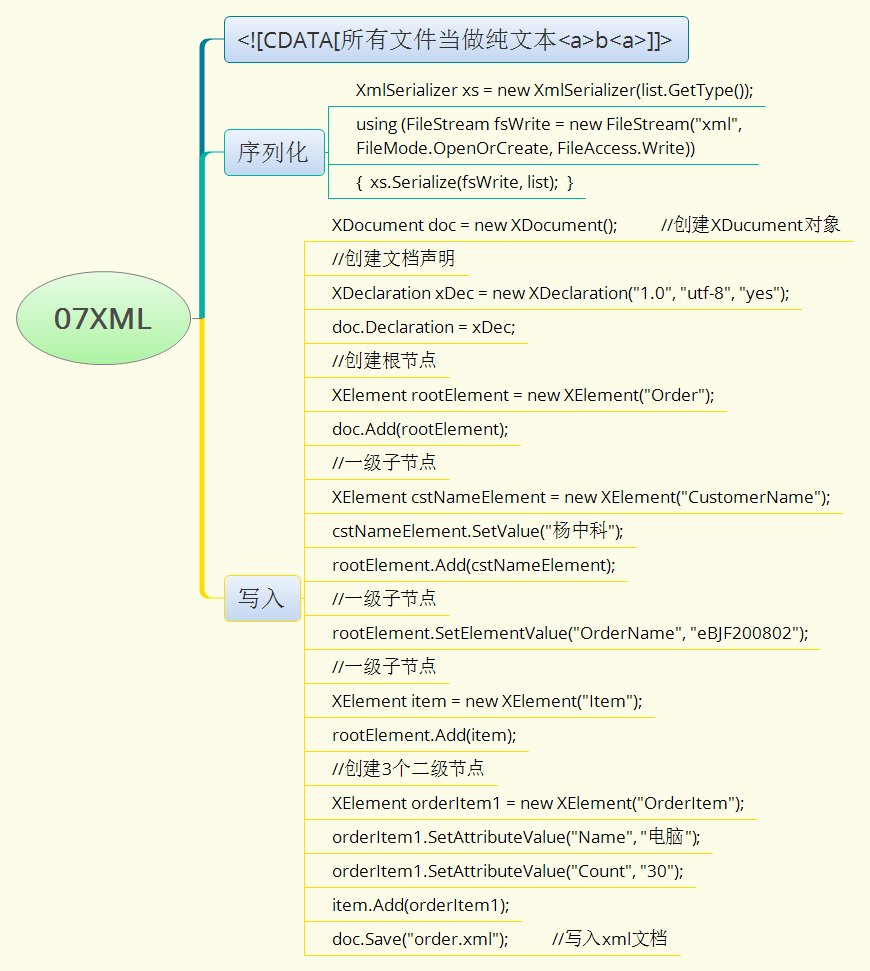 07XML
<![CDATA[所有文件当做纯文本<a>b<a>]]>
序列化
XmlSerializer xs = new XmlSerializer(list.GetType());
using (FileStream fsWrite = new FileStream("xml",
FileMode.OpenOrCreate, FileAccess.Write))
{ xs.Serialize(fsWrite, list); }
写入
XDocument doc = new XDocument(); //创建XDucument对象
//创建文档声明
XDeclaration xDec = new XDeclaration("1.0", "utf-8", "yes");
doc.Declaration = xDec;
//创建根节点
XElement rootElement = new XElement("Order");
doc.Add(rootElement);
//一级子节点
XElement cstNameElement = new XElement("CustomerName");
cstNameElement.SetValue("杨中科");
rootElement.Add(cstNameElement);
//一级子节点
rootElement.SetElementValue("OrderName", "eBJF200802");
//一级子节点
XElement item = new XElement("Item");
rootElement.Add(item);
//创建3个二级节点
XElement orderItem1 = new XElement("OrderItem");
orderItem1.SetAttributeValue("Name", "电脑");
orderItem1.SetAttributeValue("Count", "30");
item.Add(orderItem1);
doc.Save("order.xml"); //写入xml文档